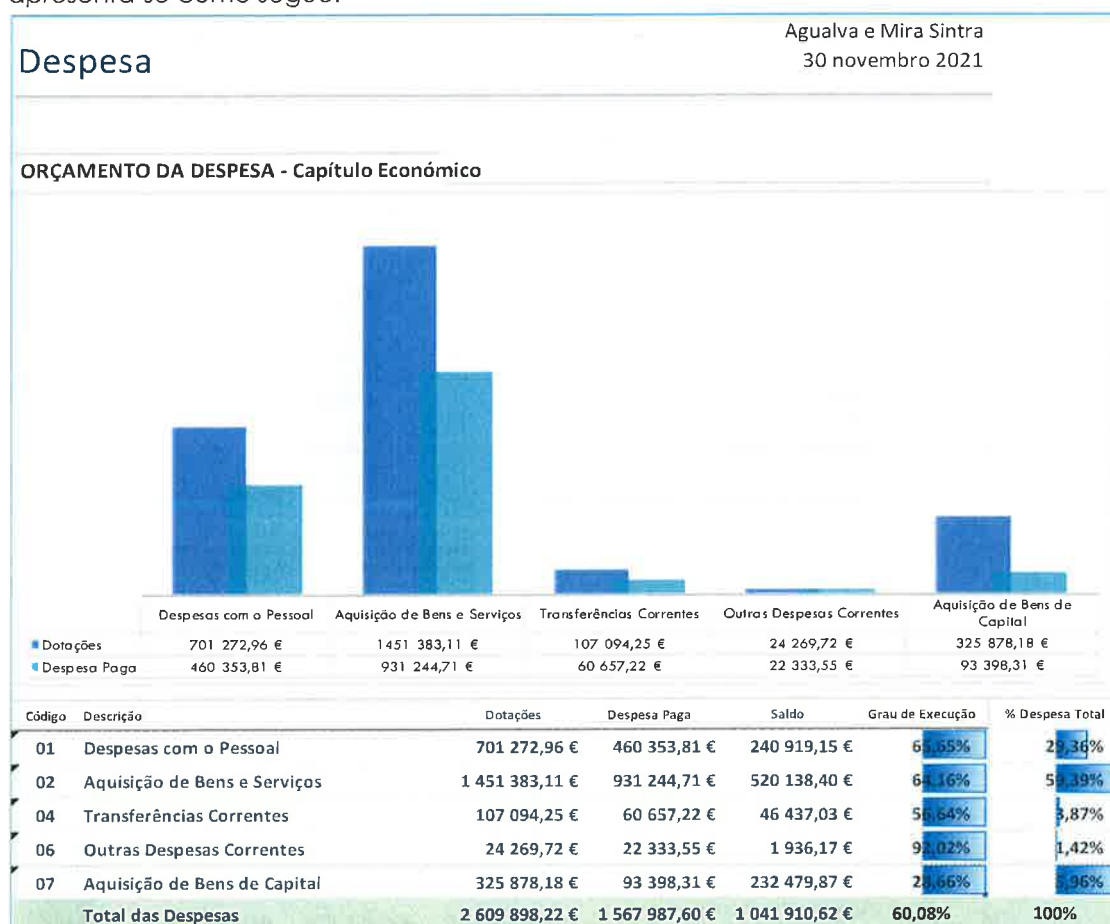 Despesa
Agualva e Mira Sintra
30 novembro 2021
ORÇAMENTO DA DESPESA - Capítulo Económico
Despesas com o Pessoal Aquisição de Bens e Serviços Transferências Correntes Outras Despesas Correntes Aquisição de Bens de Capital
Dotações 701 272,96 € 1451 383,11 € 107 094,25 € 24 269,72 € 325 878,18 €
Despesa Paga 460 353,81 € 931 244,71 € 60 657,22 € 22 333,55 € 93 398,31 €
Código Descrição Dotações Despesa Paga Saldo Grau de Execução % Despesa Total
01 Despesas com o Pessoal 701 272,96 € 460 353,81 € 240 919,15 € 65,65% 29,36%
02 Aquisição de Bens e Serviços 1 451 383,11 € 931 244,71 € 520 138,40 € 64,16% 59,39%
04 Transferências Correntes 107 094,25 € 60 657,22 € 46 437,03 € 56,64% 3,87%
06 Outras Despesas Correntes 24 269,72 € 22 333,55 € 1 936,17 € 92,02% 1,42%
07 Aquisição de Bens de Capital 325 878,18 € 93 398,31 € 232 479,87 € 28,66% 5,96%
Total das Despesas 2 609 898,22 € 1 567 987,60 € 1 041 910,62 € 60,08% 100%